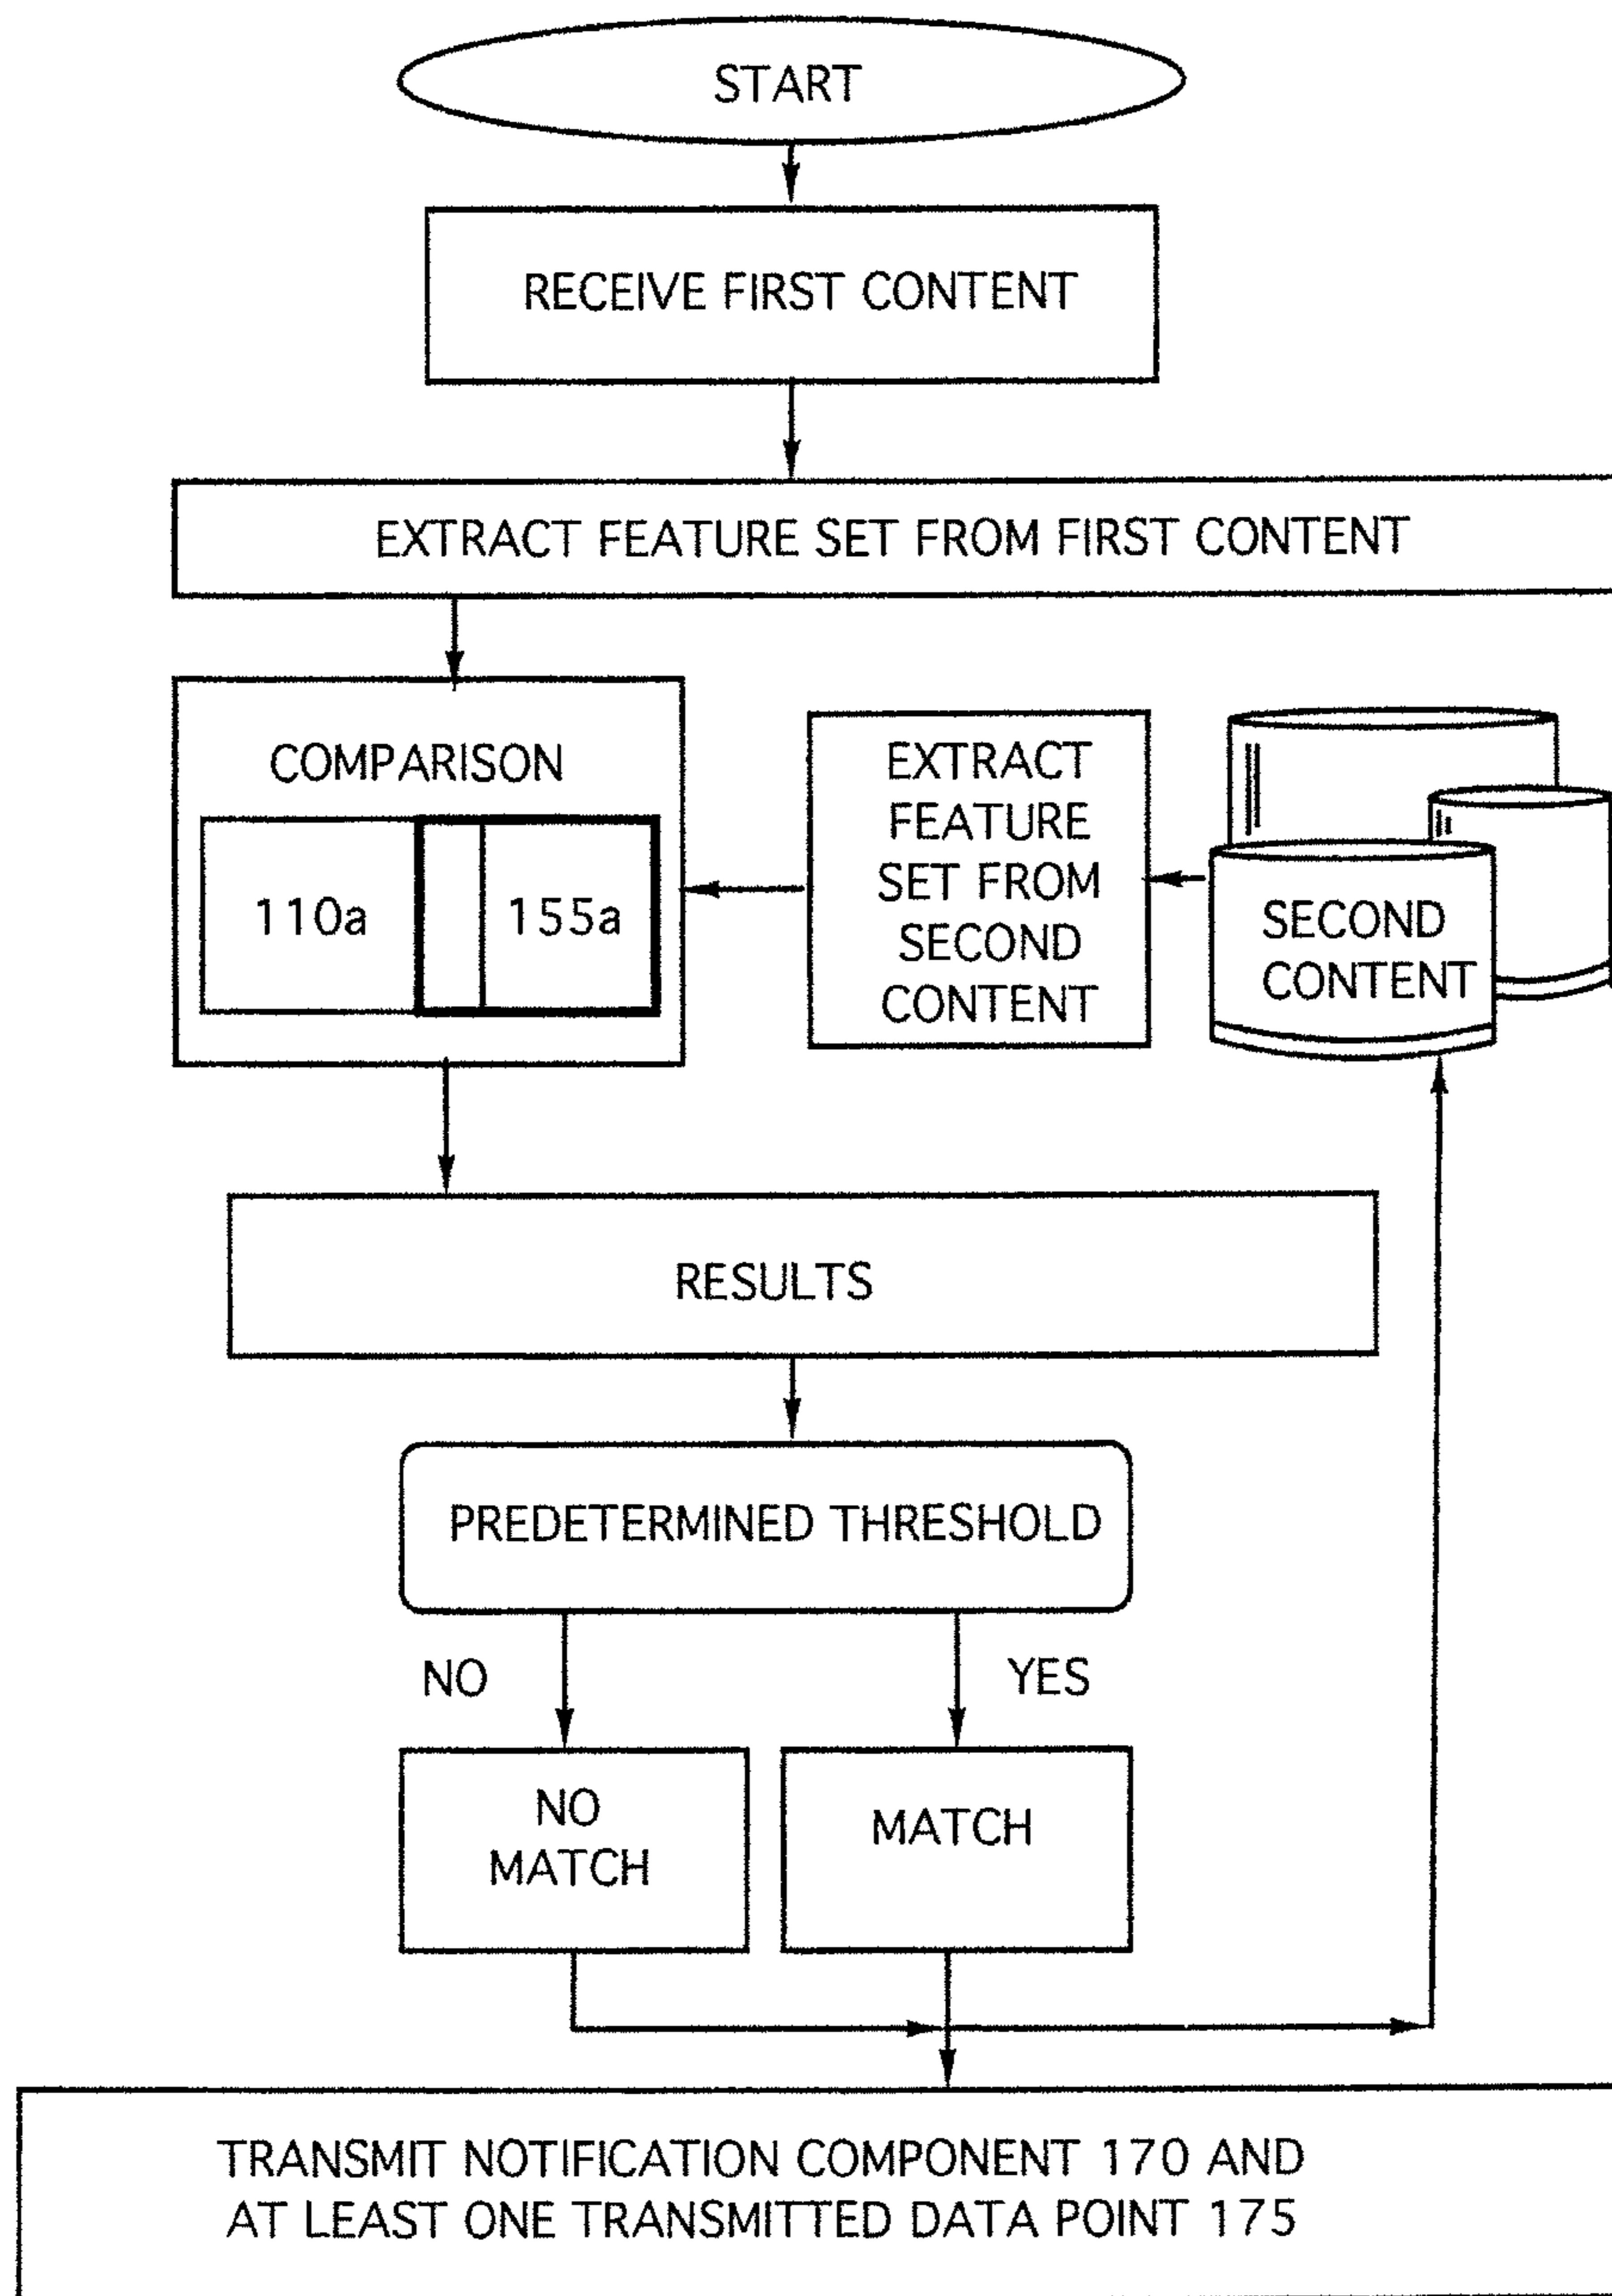 START
RECEIVE FIRST CONTENT
EXTRACT FEATURE SET FROM FIRST CONTENT
COMPARISON
110a
155a
EXTRACT
FEATURE
SET FROM
SECOND
CONTENT
SECOND
CONTENT
RESULTS
PREDETERMINED THRESHOLD
NO
YES
NO
MATCH
MATCH
TRANSMIT NOTIFICATION COMPONENT 170 AND
AT LEAST ONE TRANSMITTED DATA POINT 175